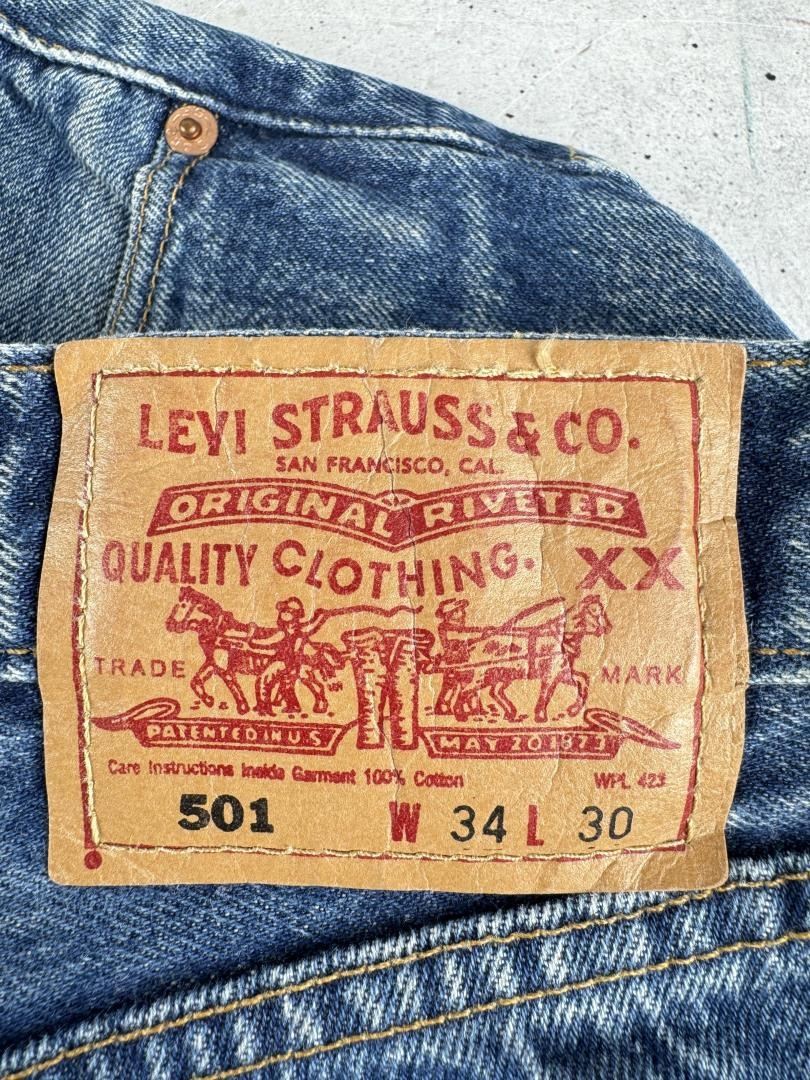 LEVI STRAUSS & CO.
SAN FRANCISCO, CAL.
ORIGINAL RIVETED
QUALITY CLOTHING. XX
TRADE MARK
PATENTED IN U.S. MAY 20 1873
Care Instructions Inside Garment 100% Cotton WPL 423
501 W 34 L 30